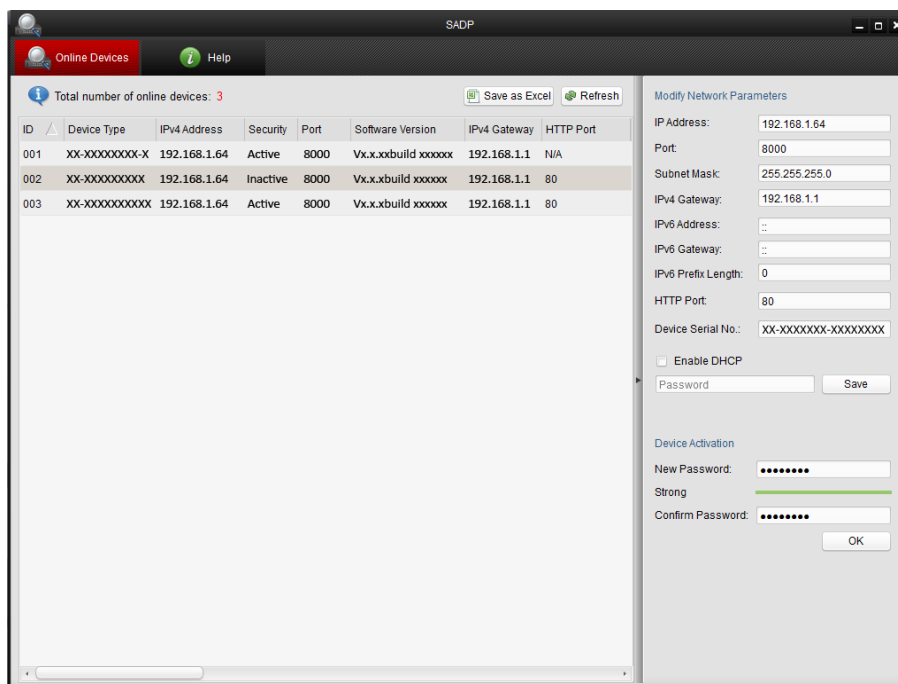 SADP
Online Devices
Help
Total number of online devices: 3
Save as Excel
Refresh
ID Device Type IPv4 Address Security Port Software Version IPv4 Gateway HTTP Port
001 XX-XXXXXXXX-X 192.168.1.64 Active 8000 Vx.x.xxbuild xxxxxx 192.168.1.1 N/A
002 XX-XXXXXXXXX 192.168.1.64 Inactive 8000 Vx.x.xbuild xxxxxx 192.168.1.1 80
003 XX-XXXXXXXXXX 192.168.1.64 Active 8000 Vx.x.xbuild xxxxxx 192.168.1.1 80
Modify Network Parameters
IP Address: 192.168.1.64
Port: 8000
Subnet Mask: 255.255.255.0
IPv4 Gateway: 192.168.1.1
IPv6 Address: ::
IPv6 Gateway: ::
IPv6 Prefix Length: 0
HTTP Port: 80
Device Serial No.: XX-XXXXXXX-XXXXXXXX
Enable DHCP
Password Save
Device Activation
New Password: ●●●●●●●●
Strong
Confirm Password: ●●●●●●●●
OK